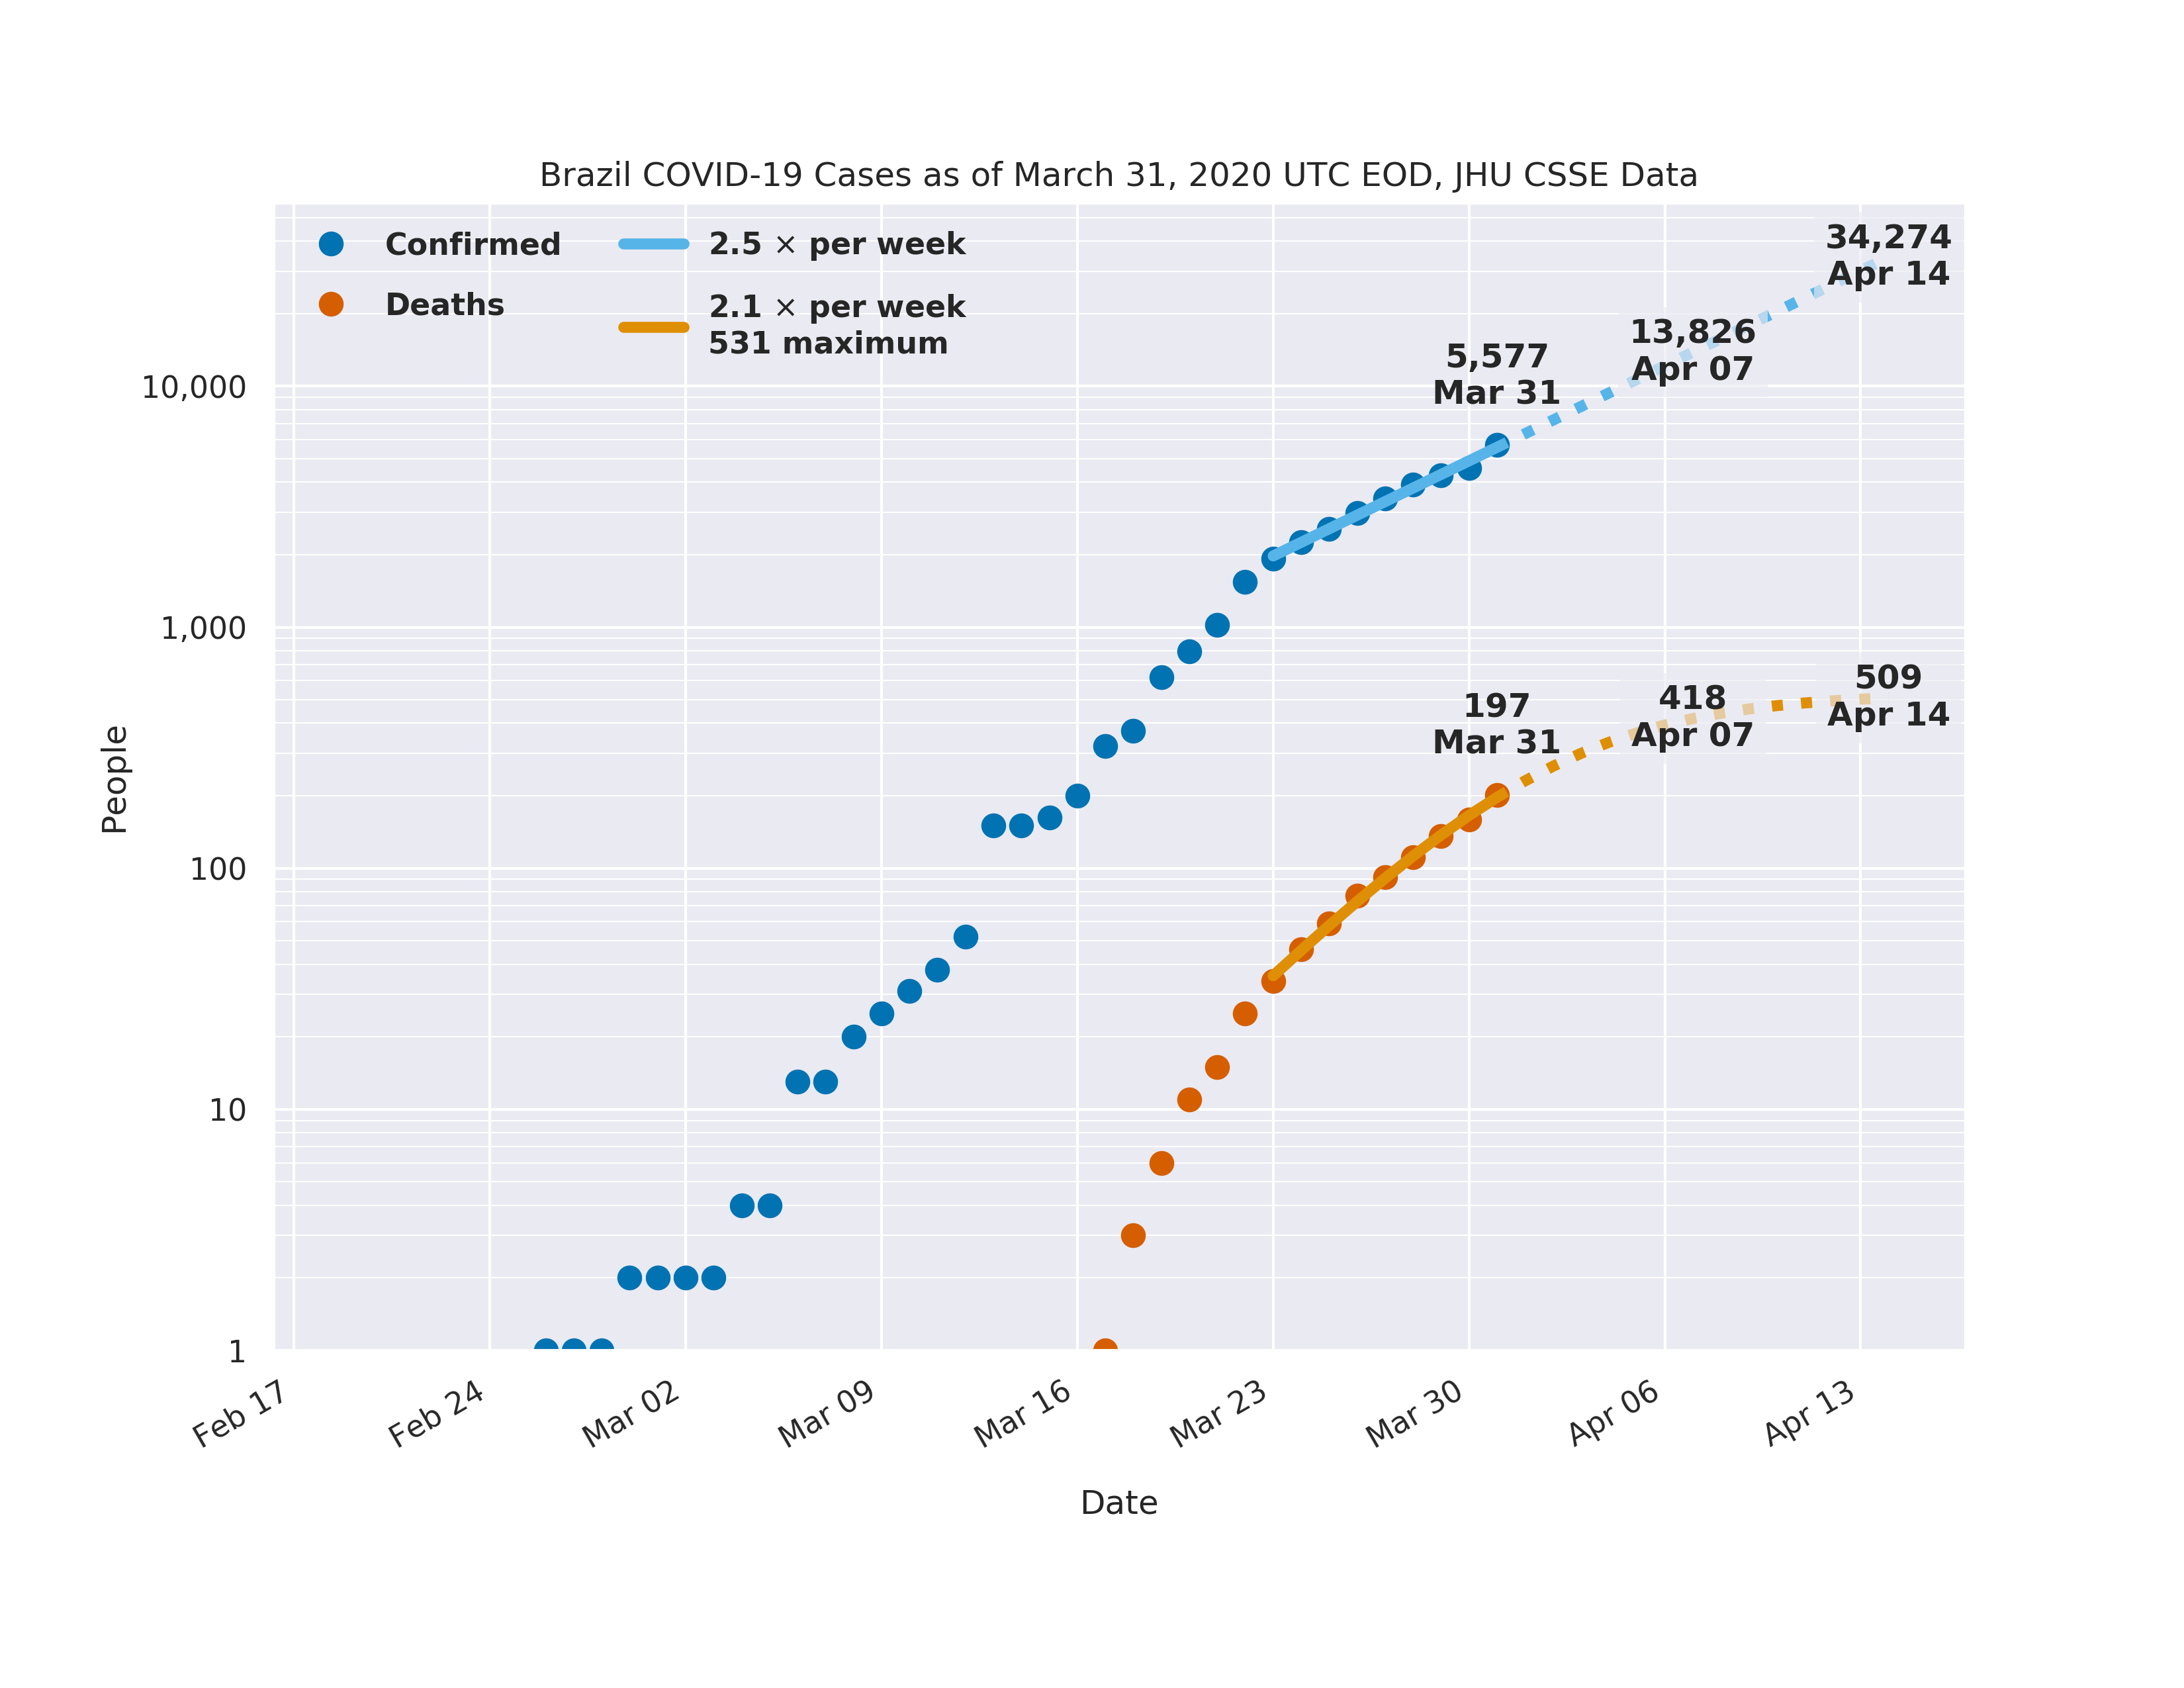 Brazil COVID-19 Cases as of March 31, 2020 UTC EOD, JHU CSSE Data
Confirmed
Deaths
2.5 × per week
2.1 × per week
531 maximum
34,274
Apr 14
13,826
Apr 07
5,577
Mar 31
509
Apr 14
418
Apr 07
197
Mar 31
People
10,000
1,000
100
10
1
Feb 17
Feb 24
Mar 02
Mar 09
Mar 16
Mar 23
Mar 30
Apr 06
Apr 13
Date